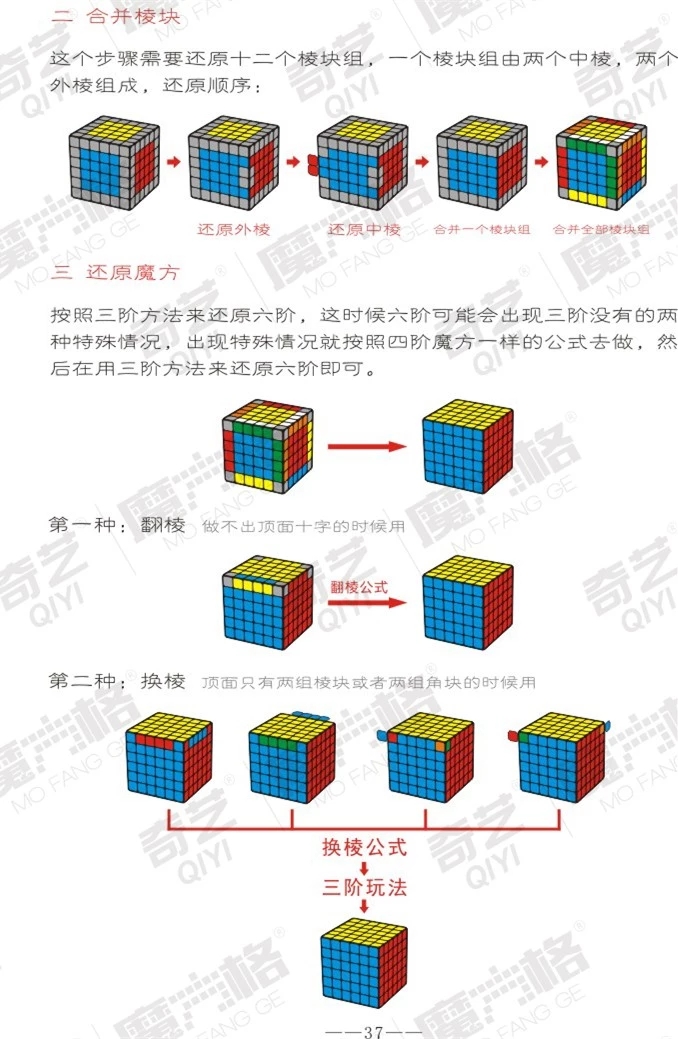 二 合并棱块
这个步骤需要还原十二个棱块组，一个棱块组由两个中棱，两个
外棱组成，还原顺序：
还原外棱 还原中棱 合并一个棱块组 合并全部棱块组
三 还原魔方
按照三阶方法来还原六阶，这时候六阶可能会出现三阶没有的两
种特殊情况，出现特殊情况就按照四阶魔方一样的公式去做，然
后在用三阶方法来还原六阶即可。
第一种：翻棱 做不出顶面十字的时候用
翻棱公式
第二种：换棱 顶面只有两组棱块或者两组角块的时候用
换棱公式
三阶玩法
——37——
奇艺
QIYI
魔方格
MO FANG GE